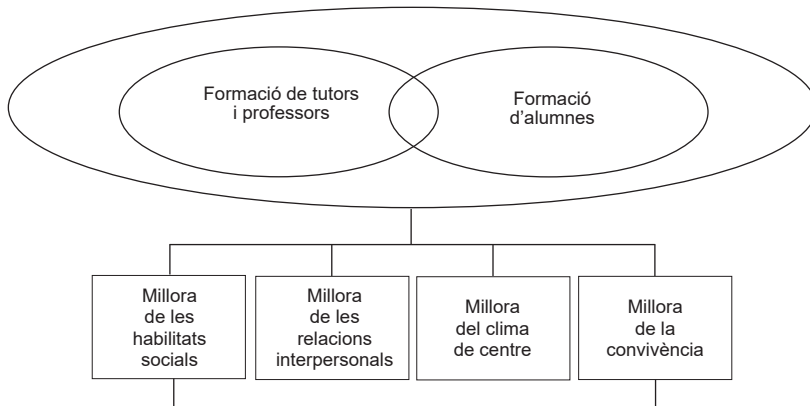 Formació de tutors
i professors
Formació
d'alumnes
Millora
de les
habilitats
socials
Millora
de les
relacions
interpersonals
Millora
del clima
de centre
Millora
de la
convivència